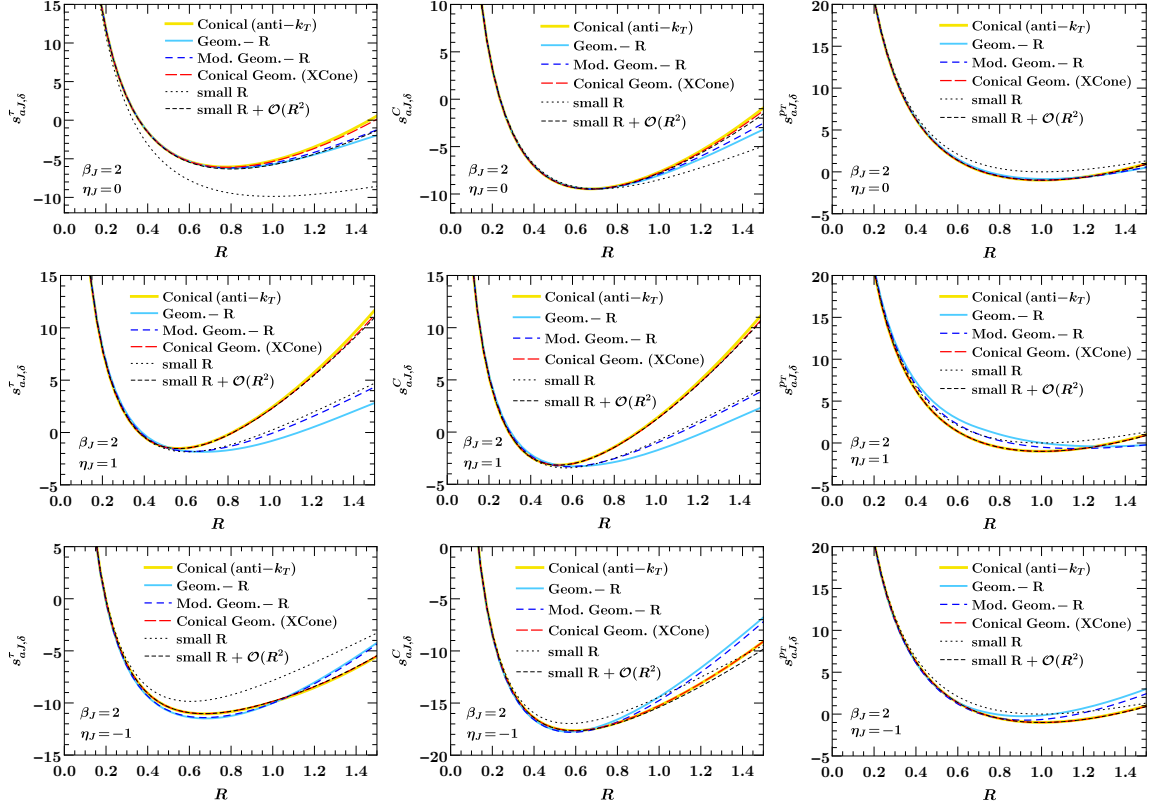 15
10
5
0
−5
−10
s^τ_{aJ,δ}
Conical (anti−k_T)
Geom.− R
Mod. Geom.− R
Conical Geom. (XCone)
small R
small R + 𝒪(R²)
β_J = 2
η_J = 0
0.0 0.2 0.4 0.6 0.8 1.0 1.2 1.4
R
10
5
0
−5
−10
s^C_{aJ,δ}
Conical (anti−k_T)
Geom.− R
Mod. Geom.− R
Conical Geom. (XCone)
small R
small R + 𝒪(R²)
β_J = 2
η_J = 0
0.0 0.2 0.4 0.6 0.8 1.0 1.2 1.4
R
20
15
10
5
0
−5
s^{p_T}_{aJ,δ}
Conical (anti−k_T)
Geom.− R
Mod. Geom.− R
Conical Geom. (XCone)
small R
small R + 𝒪(R²)
β_J = 2
η_J = 0
0.0 0.2 0.4 0.6 0.8 1.0 1.2 1.4
R
15
10
5
0
−5
s^τ_{aJ,δ}
Conical (anti−k_T)
Geom.− R
Mod. Geom.− R
Conical Geom. (XCone)
small R
small R + 𝒪(R²)
β_J = 2
η_J = 1
0.0 0.2 0.4 0.6 0.8 1.0 1.2 1.4
R
15
10
5
0
−5
s^C_{aJ,δ}
Conical (anti−k_T)
Geom.− R
Mod. Geom.− R
Conical Geom. (XCone)
small R
small R + 𝒪(R²)
β_J = 2
η_J = 1
0.0 0.2 0.4 0.6 0.8 1.0 1.2 1.4
R
20
15
10
5
0
−5
s^{p_T}_{aJ,δ}
Conical (anti−k_T)
Geom.− R
Mod. Geom.− R
Conical Geom. (XCone)
small R
small R + 𝒪(R²)
β_J = 2
η_J = 1
0.0 0.2 0.4 0.6 0.8 1.0 1.2 1.4
R
5
0
−5
−10
−15
s^τ_{aJ,δ}
Conical (anti−k_T)
Geom.− R
Mod. Geom.− R
Conical Geom. (XCone)
small R
small R + 𝒪(R²)
β_J = 2
η_J = −1
0.0 0.2 0.4 0.6 0.8 1.0 1.2 1.4
R
−0
−5
−10
−15
−20
s^C_{aJ,δ}
Conical (anti−k_T)
Geom.− R
Mod. Geom.− R
Conical Geom. (XCone)
small R
small R + 𝒪(R²)
β_J = 2
η_J = −1
0.0 0.2 0.4 0.6 0.8 1.0 1.2 1.4
R
20
15
10
5
0
−5
s^{p_T}_{aJ,δ}
Conical (anti−k_T)
Geom.− R
Mod. Geom.− R
Conical Geom. (XCone)
small R
small R + 𝒪(R²)
β_J = 2
η_J = −1
0.0 0.2 0.4 0.6 0.8 1.0 1.2 1.4
R